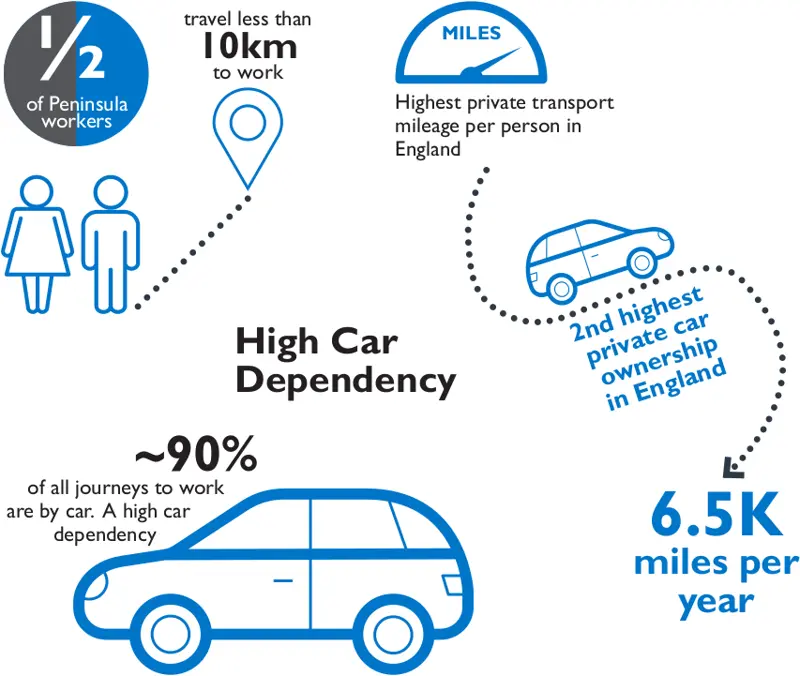 1/2
of Peninsula
workers
travel less than
10km
to work
MILES
Highest private transport
mileage per person in
England
2nd highest
private car
ownership
in England
High Car
Dependency
~90%
of all journeys to work
are by car. A high car
dependency
6.5K
miles per
year